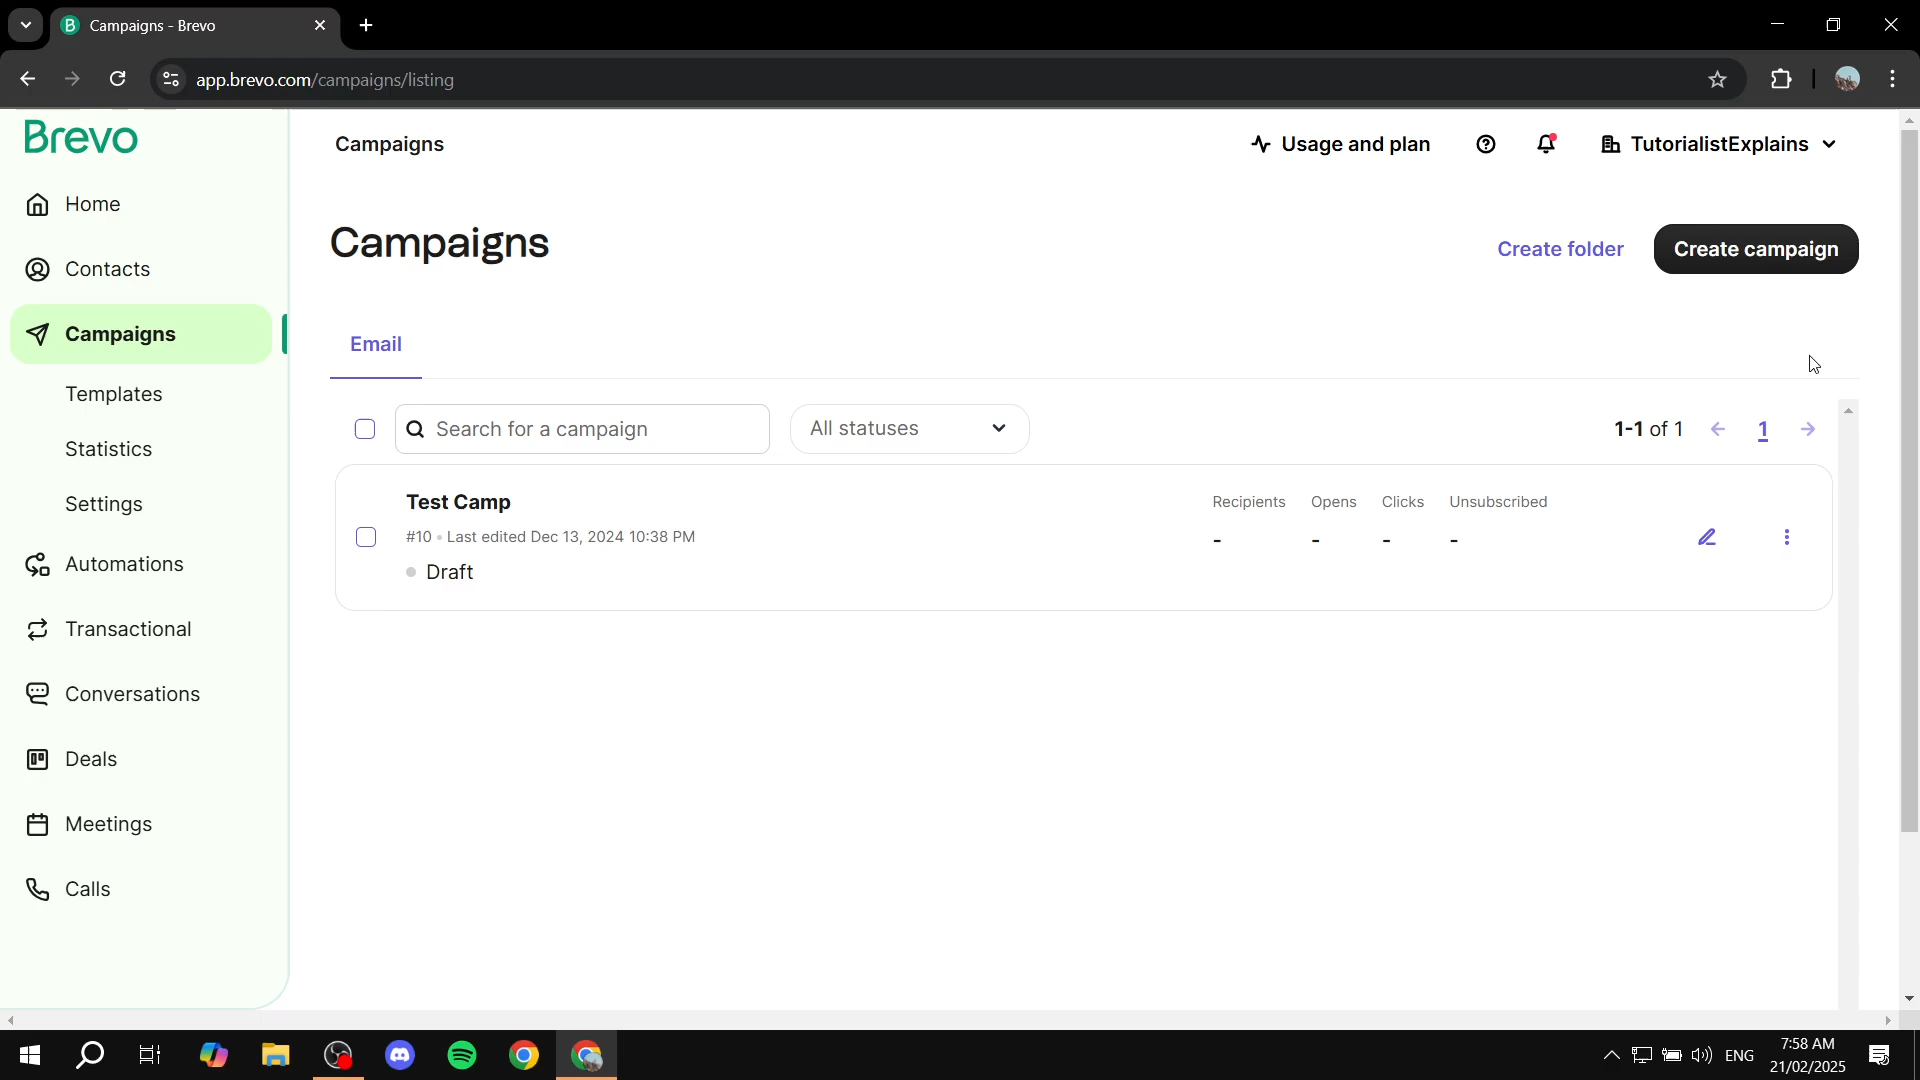 Campaigns - Brevo
app.brevo.com/campaigns/listing
Brevo
Home
Contacts
Campaigns
Templates
Statistics
Settings
Automations
Transactional
Conversations
Deals
Meetings
Calls
Campaigns
Usage and plan
TutorialistExplains
Campaigns
Create folder
Create campaign
Email
Search for a campaign
All statuses
1-1 of 1
1
Test Camp
#10 • Last edited Dec 13, 2024 10:38 PM
Draft
Recipients Opens Clicks Unsubscribed
- - - -
ENG
7:58 AM
21/02/2025